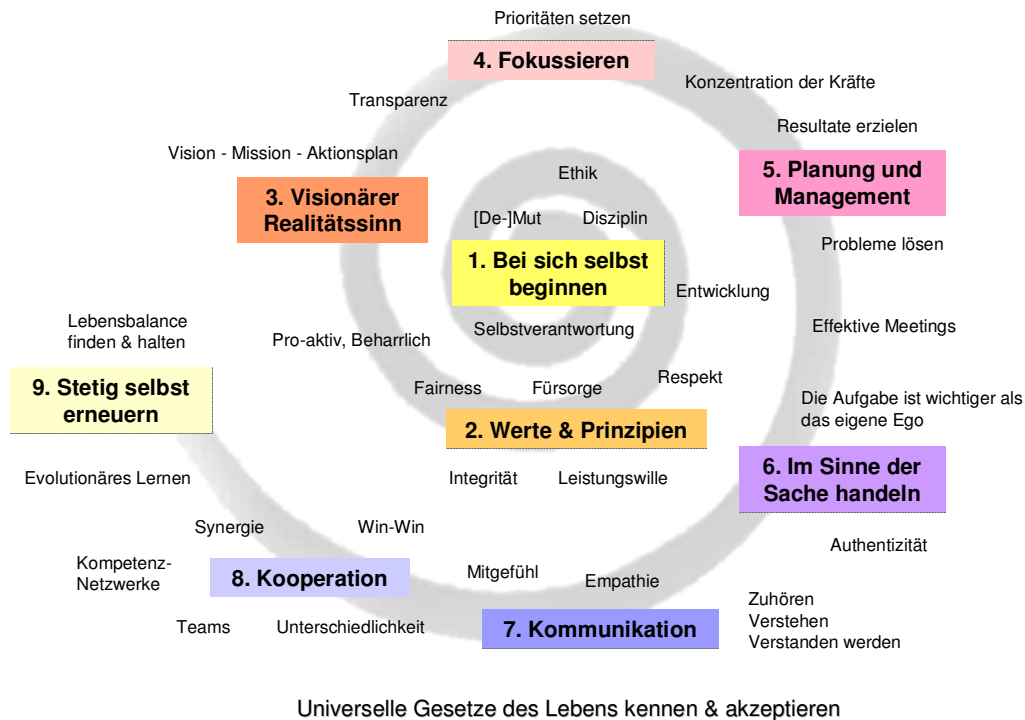 Prioritäten setzen
4. Fokussieren
Konzentration der Kräfte
Transparenz
Resultate erzielen
Vision - Mission - Aktionsplan
5. Planung und
Management
Ethik
3. Visionärer
Realitätssinn
[De-]Mut
Disziplin
Probleme lösen
1. Bei sich selbst
beginnen
Entwicklung
Lebensbalance
finden & halten
Pro-aktiv, Beharrlich
Selbstverantwortung
Effektive Meetings
9. Stetig selbst
erneuern
Fairness
Fürsorge
Respekt
Die Aufgabe ist wichtiger als
das eigene Ego
2. Werte & Prinzipien
6. Im Sinne der
Sache handeln
Evolutionäres Lernen
Integrität
Leistungswille
Synergie
Win-Win
Authentizität
Kompetenz-
Netzwerke
8. Kooperation
Mitgefühl
Empathie
Zuhören
Verstehen
Verstanden werden
Teams
Unterschiedlichkeit
7. Kommunikation
Universelle Gesetze des Lebens kennen & akzeptieren